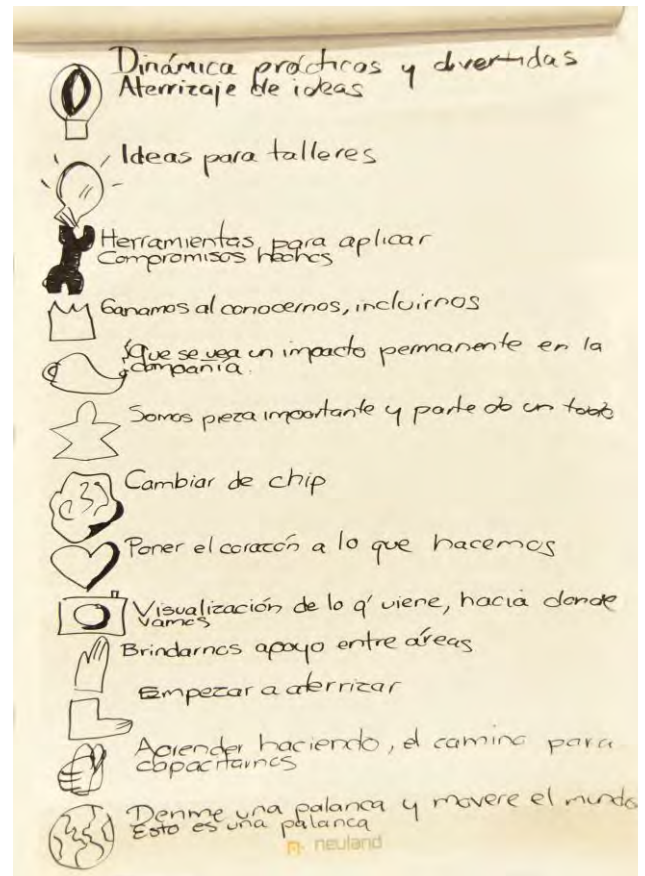 Dinámica prácticas y divertidas
Aterrizaje de ideas
Ideas para talleres
Herramientas para aplicar
Compromisos hechos
Ganamos al conocernos, incluirnos
Que se vea un impacto permanente en la
compañía.
Somos pieza importante y parte de un todo
Cambiar de chip
Poner el corazón a lo que hacemos
Visualización de lo q' viene, hacia donde
vamos
Brindarnos apoyo entre áreas
Empezar a aterrizar
Aprender haciendo, el camino para
capacitarnos
Denme una palanca y movere el mundo
Esto es una palanca
neuland